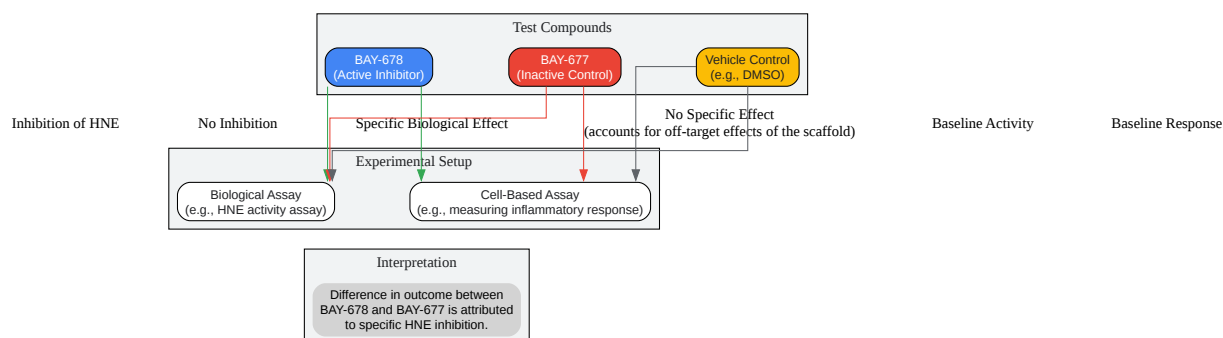 Test Compounds
BAY-678
(Active Inhibitor)
BAY-677
(Inactive Control)
Vehicle Control
(e.g., DMSO)
Inhibition of HNE
No Inhibition
Specific Biological Effect
No Specific Effect
(accounts for off-target effects of the scaffold)
Baseline Activity
Baseline Response
Experimental Setup
Biological Assay
(e.g., HNE activity assay)
Cell-Based Assay
(e.g., measuring inflammatory response)
Interpretation
Difference in outcome between
BAY-678 and BAY-677 is attributed
to specific HNE inhibition.